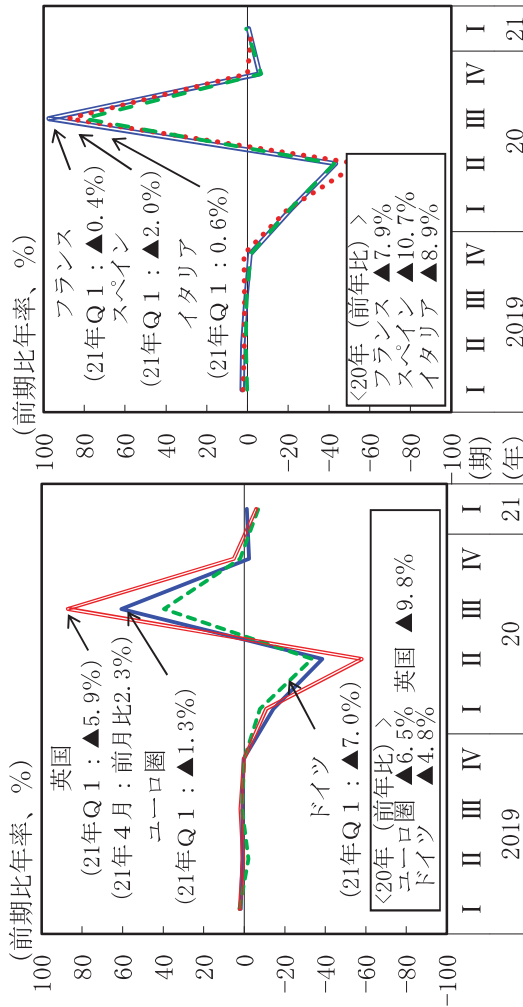 (前期比年率、%)
100
80
60
40
20
0
-20
-40
-60
-80
-100
英国
(21年Q1:▲5.9%)
(21年4月:前月比2.3%)
ユーロ圏
(21年Q1:▲1.3%)
ドイツ
(21年Q1:▲7.0%)
<20年 (前年比) >
ユーロ圏 ▲6.5% 英国 ▲9.8%
ドイツ ▲4.8%
I II III IV I II III IV I (期)
2019 20 21 (年)
(前期比年率、%)
100
80
60
40
20
0
-20
-40
-60
-80
-100
フランス
(21年Q1:▲0.4%)
スペイン
(21年Q1:▲2.0%)
イタリア
(21年Q1:0.6%)
<20年 (前年比) >
フランス ▲7.9%
スペイン ▲10.7%
イタリア ▲8.9%
I II III IV I II III IV I
2019 20 21